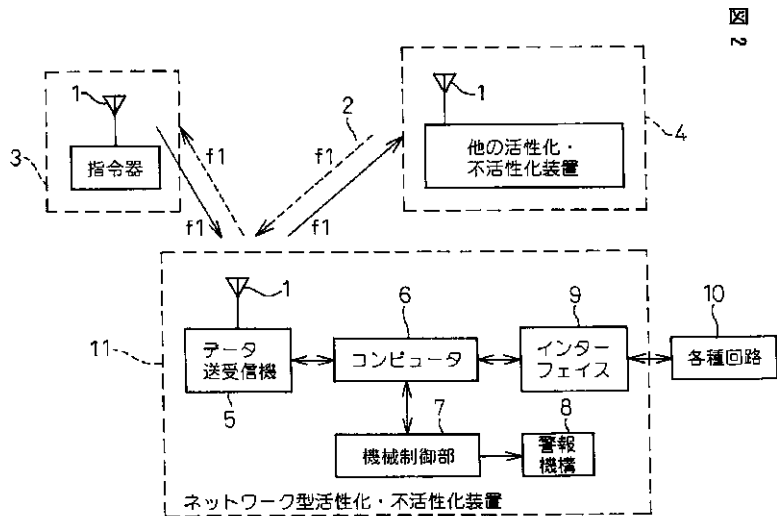 図2
1
指令器
3
f1
f1
2
f1
f1
1
他の活性化・
不活性化装置
4
11
1
データ
送受信機
5
6
コンピュータ
9
インター
フェイス
10
各種回路
7
機械制御部
8
警報
機構
ネットワーク型活性化・不活性化装置